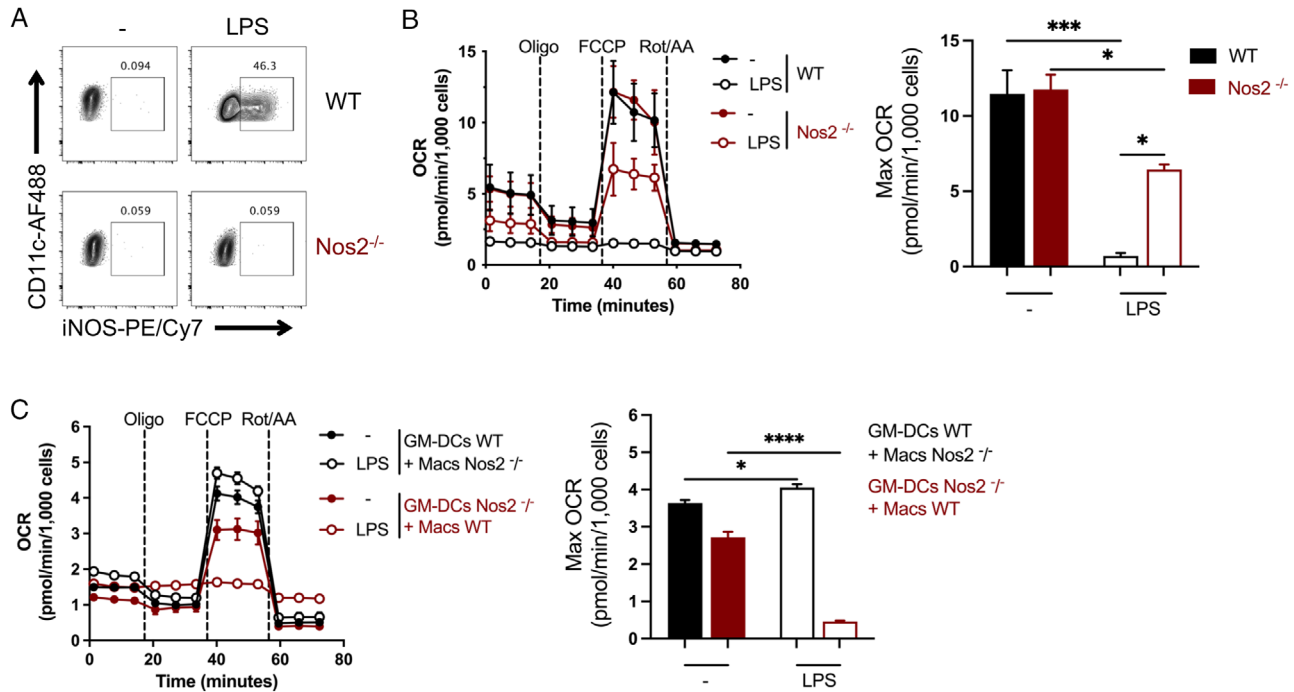 A
-
LPS
0.094
46.3
WT
0.059
0.059
Nos2-/-
CD11c-AF488
iNOS-PE/Cy7
B
Oligo
FCCP
Rot/AA
15
10
5
0
OCR
(pmol/min/1,000 cells)
0
20
40
60
80
Time (minutes)
-
LPS
WT
-
LPS
Nos2 -/-
15
10
5
0
Max OCR
(pmol/min/1,000 cells)
***
*
*
-
LPS
WT
Nos2 -/-
C
Oligo
FCCP
Rot/AA
6
5
4
3
2
1
0
OCR
(pmol/min/1,000 cells)
0
20
40
60
80
Time (minutes)
-
LPS
GM-DCs WT
+ Macs Nos2 -/-
-
LPS
GM-DCs Nos2 -/-
+ Macs WT
6
5
4
3
2
1
0
Max OCR
(pmol/min/1,000 cells)
****
*
-
LPS
GM-DCs WT
+ Macs Nos2 -/-
GM-DCs Nos2 -/-
+ Macs WT